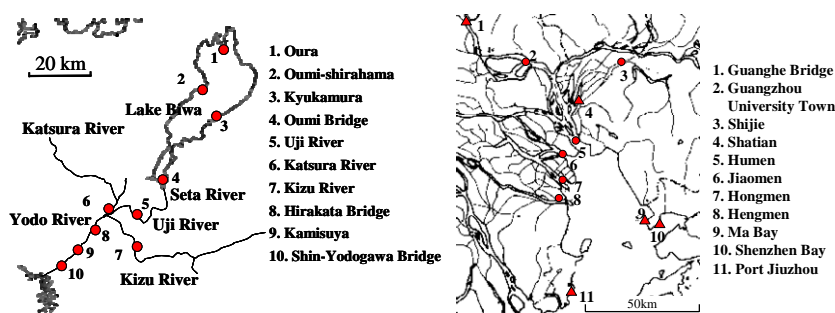 20 km
1
2
Lake Biwa
3
Katsura River
4
Seta River
6
5
Yodo River
Uji River
8
7
9
10
Kizu River
1. Oura
2. Oumi-shirahama
3. Kyukamura
4. Oumi Bridge
5. Uji River
6. Katsura River
7. Kizu River
8. Hirakata Bridge
9. Kamisuya
10. Shin-Yodogawa Bridge
1
2
3
4
5
7
8
9
10
11
50km
1. Guanghe Bridge
2. Guangzhou
University Town
3. Shijie
4. Shatian
5. Humen
6. Jiaomen
7. Hongmen
8. Hengmen
9. Ma Bay
10. Shenzhen Bay
11. Port Jiuzhou